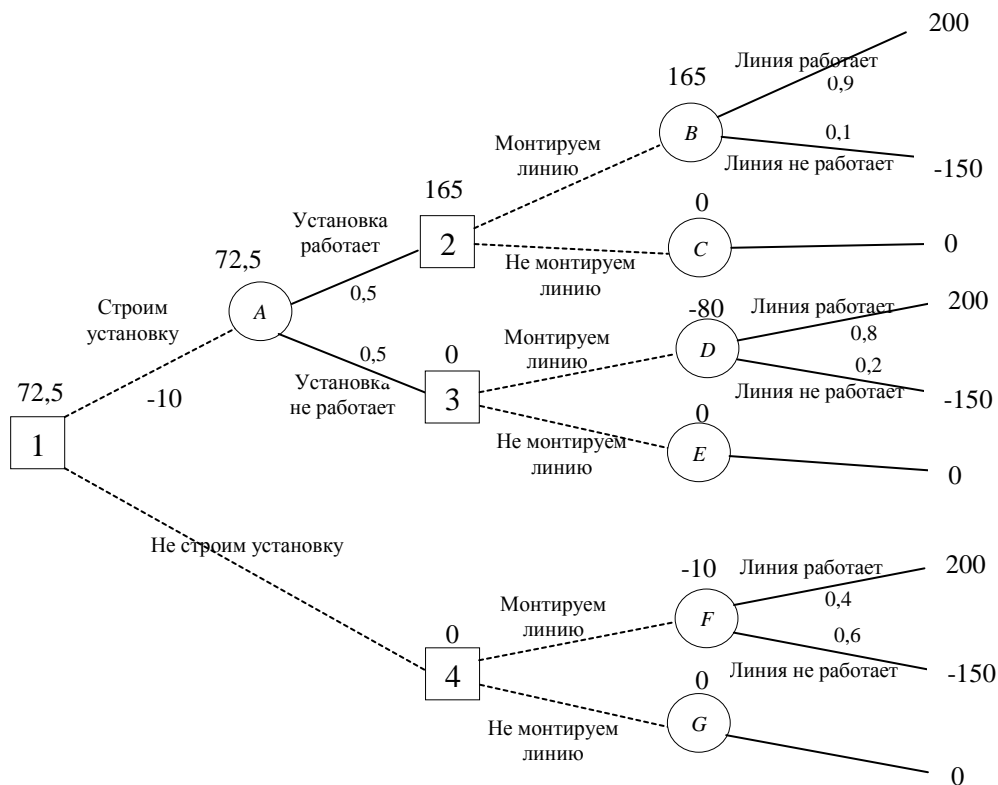 200
Линия работает
0,9
165
B
0,1
Линия не работает
-150
Монтируем
линию
165
2
0
C
0
Не монтируем
линию
Установка
работает
0,5
72,5
A
Строим
установку
-10
72,5
1
0,5
Установка
не работает
0
3
Монтируем
линию
-80
D
Линия работает
200
0,8
0,2
Линия не работает
-150
Не монтируем
линию
0
E
0
Не строим установку
0
4
Монтируем
линию
-10
F
Линия работает
200
0,4
0,6
Линия не работает
-150
Не монтируем
линию
0
G
0